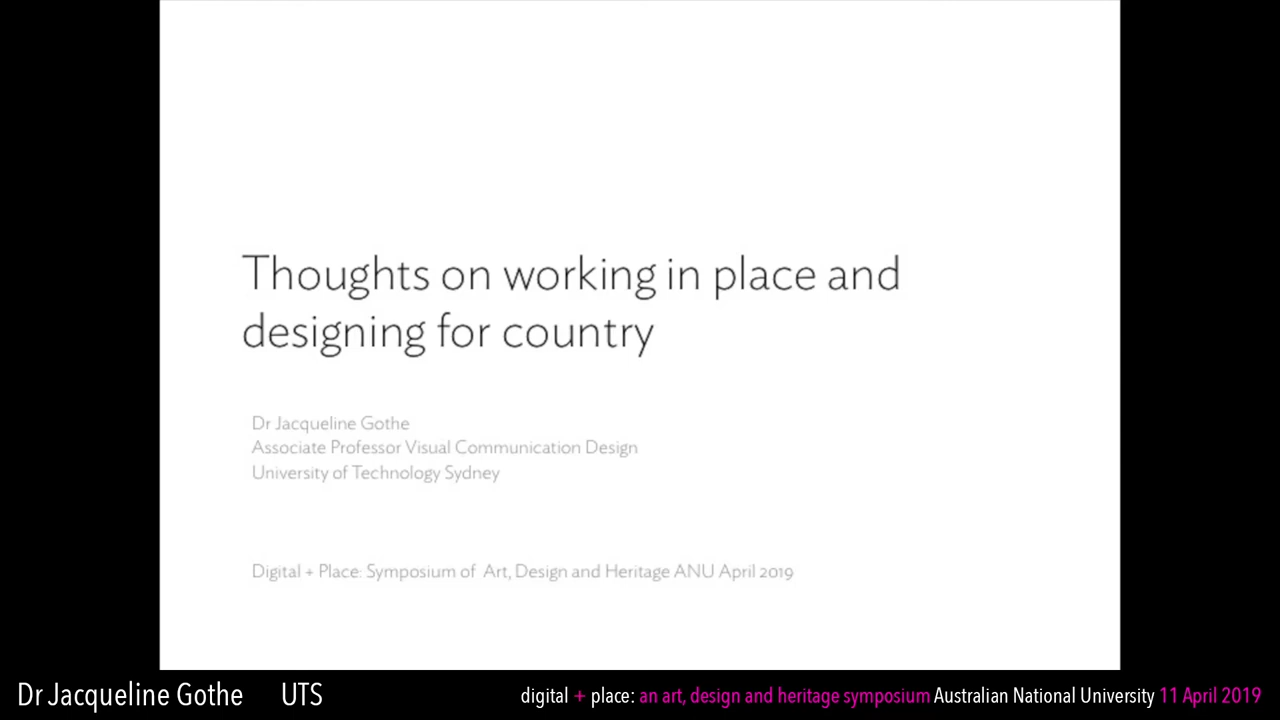 Thoughts on working in place and
designing for country
Dr Jacqueline Gothe
Associate Professor Visual Communication Design
University of Technology Sydney
Digital + Place: Symposium of Art, Design and Heritage ANU April 2019
Dr Jacqueline Gothe UTS
digital + place: an art, design and heritage symposium Australian National University 11 April 2019